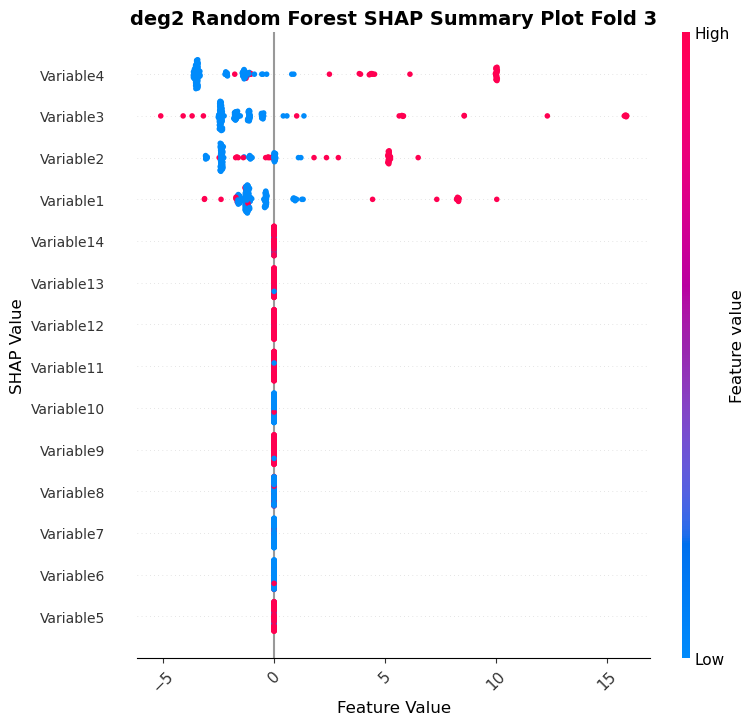 deg2 Random Forest SHAP Summary Plot Fold 3
High
Variable4
Variable3
Variable2
Variable1
Variable14
Variable13
Variable12
Variable11
Variable10
Variable9
Variable8
Variable7
Variable6
Variable5
SHAP Value
Feature value
Low
−5
0
5
10
15
Feature Value